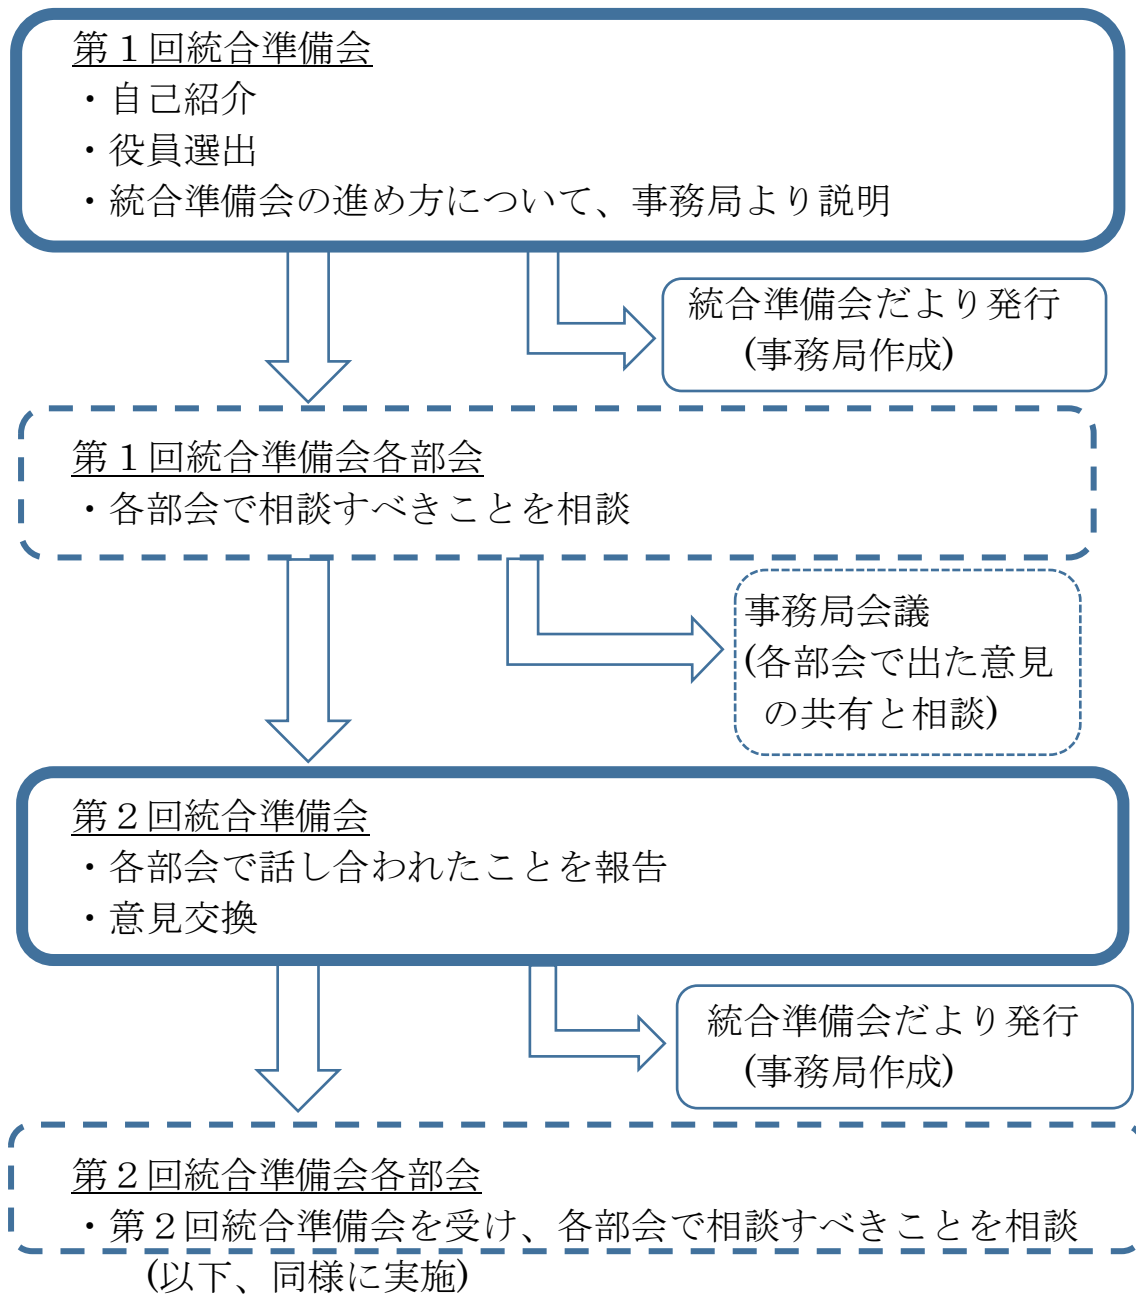 第１回統合準備会
・自己紹介
・役員選出
・統合準備会の進め方について、事務局より説明
統合準備会だより発行
(事務局作成)
第１回統合準備会各部会
・各部会で相談すべきことを相談
事務局会議
(各部会で出た意見
の共有と相談)
第２回統合準備会
・各部会で話し合われたことを報告
・意見交換
統合準備会だより発行
(事務局作成)
第２回統合準備会各部会
・第２回統合準備会を受け、各部会で相談すべきことを相談
(以下、同様に実施)